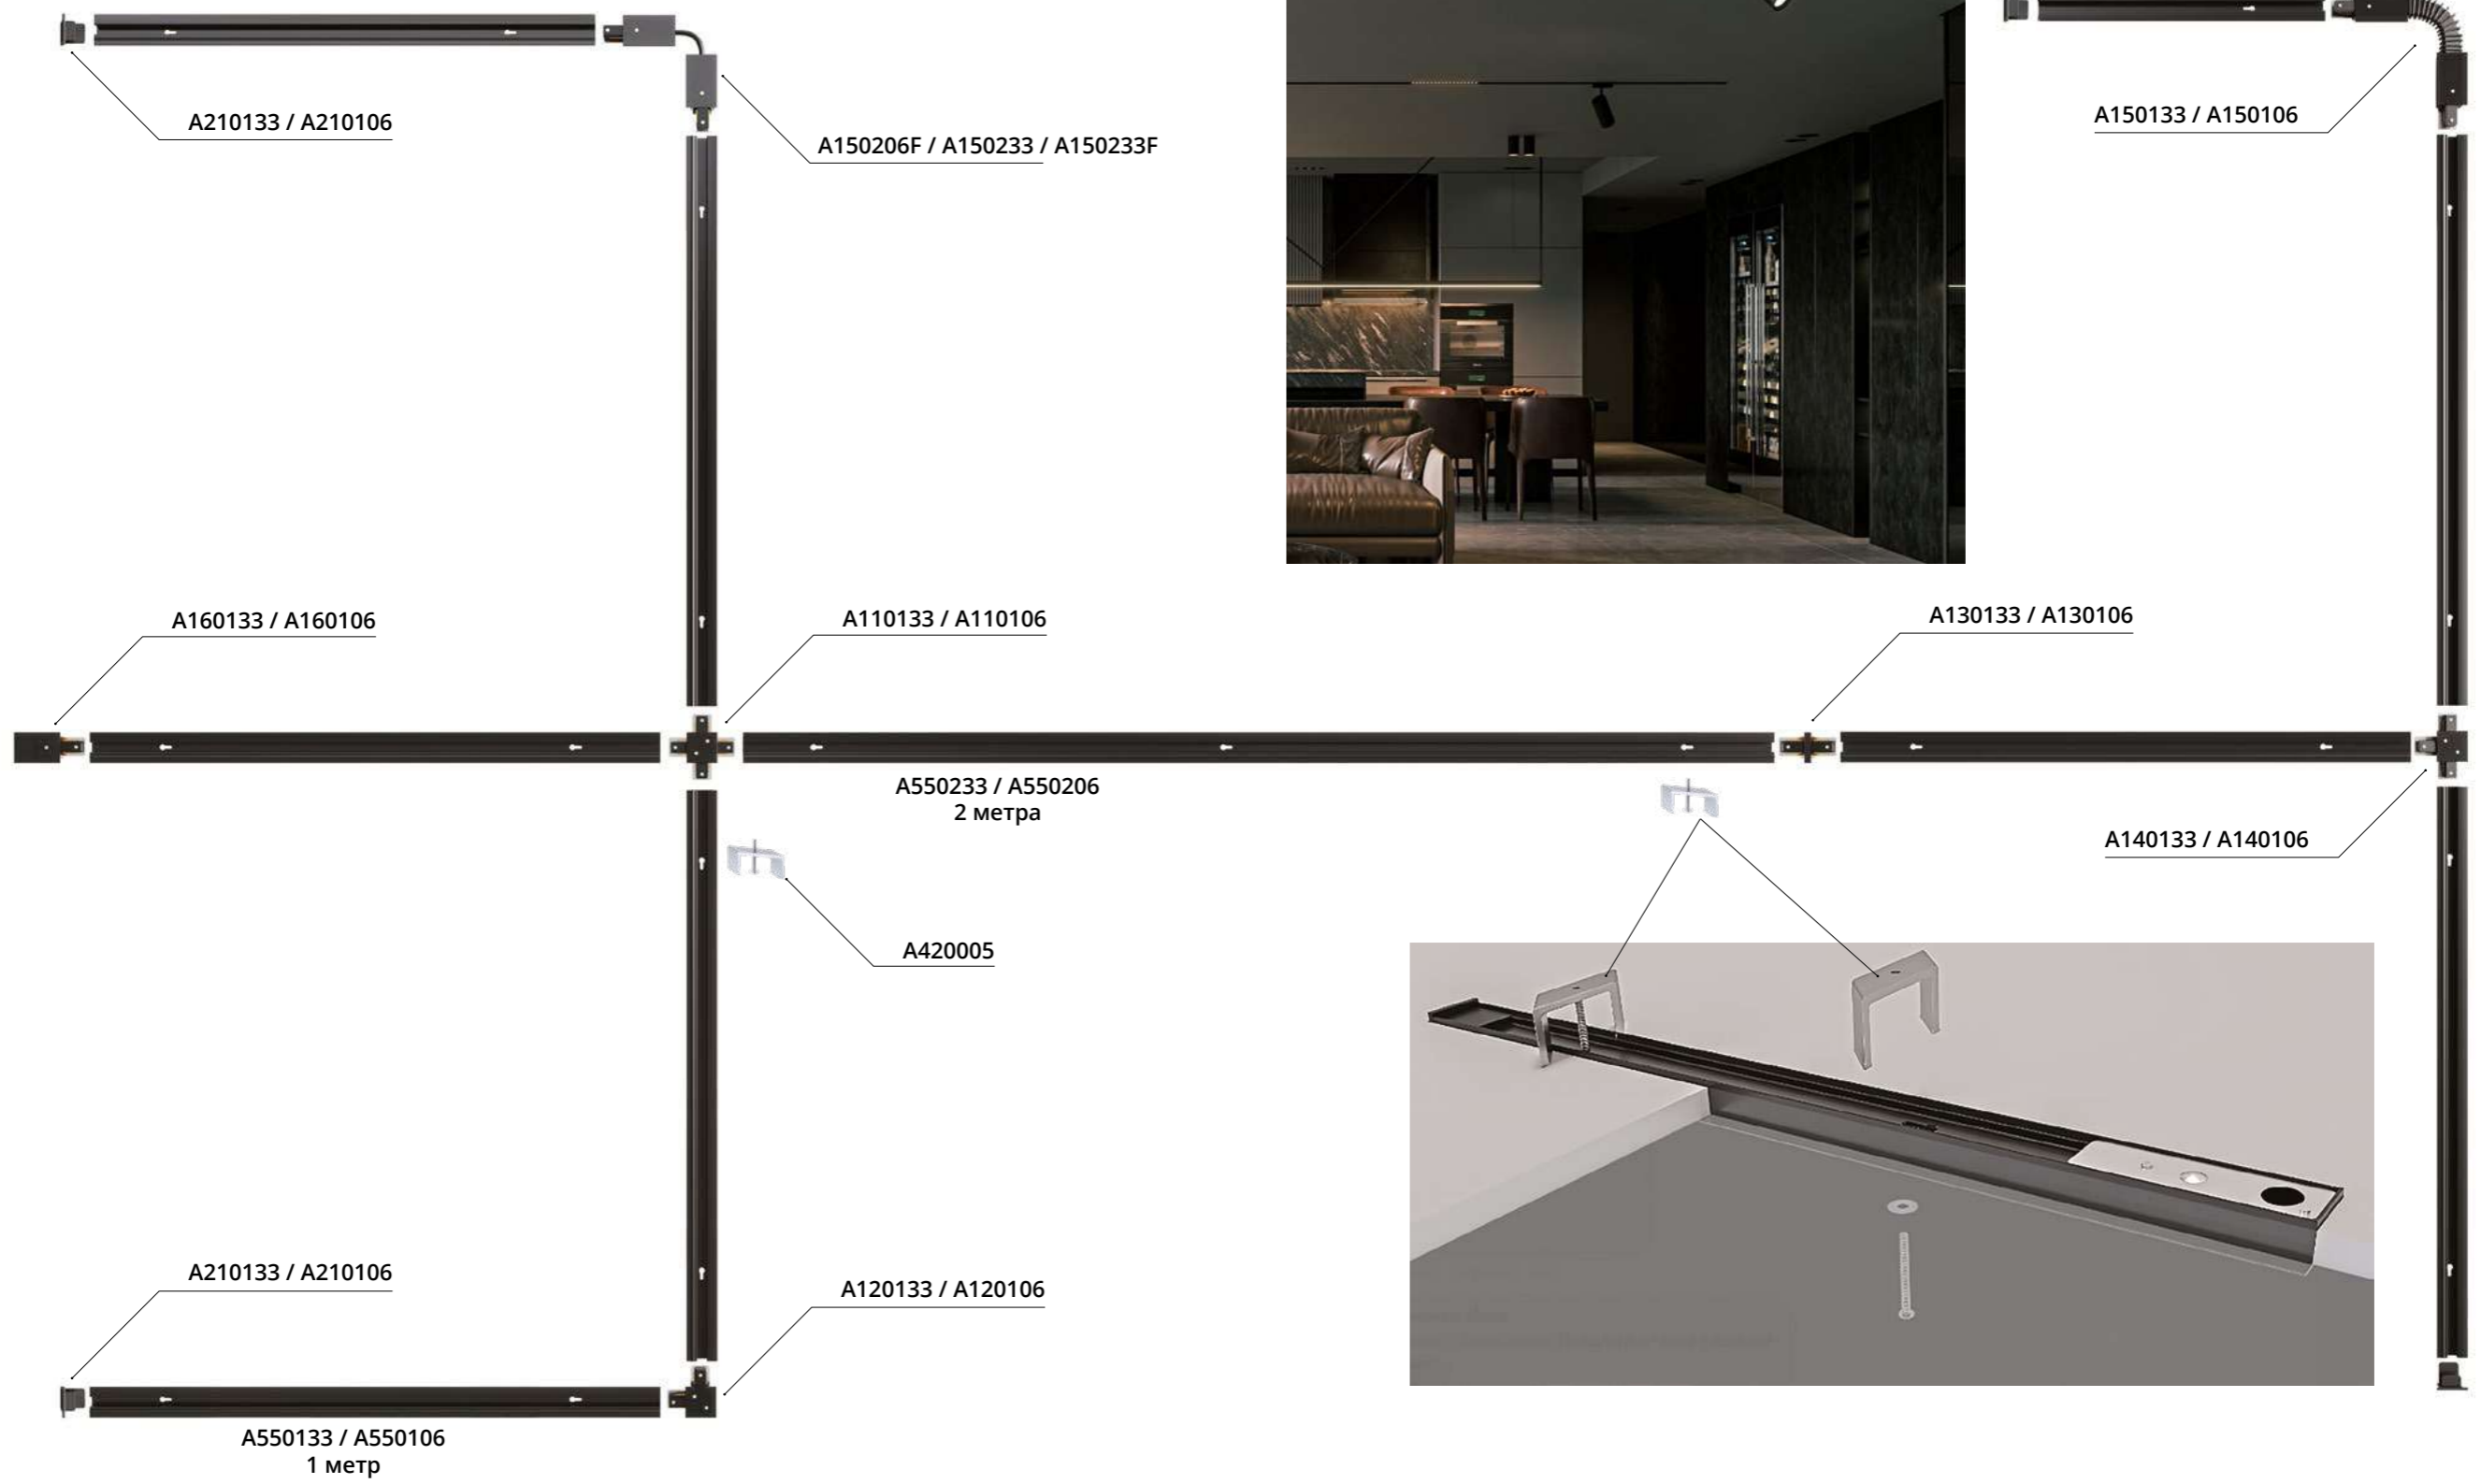 A210133 / A210106
A150206F / A150233 / A150233F
A150133 / A150106
A160133 / A160106
A110133 / A110106
A130133 / A130106
A550233 / A550206
2 метра
A140133 / A140106
A420005
A210133 / A210106
A120133 / A120106
A550133 / A550106
1 метр